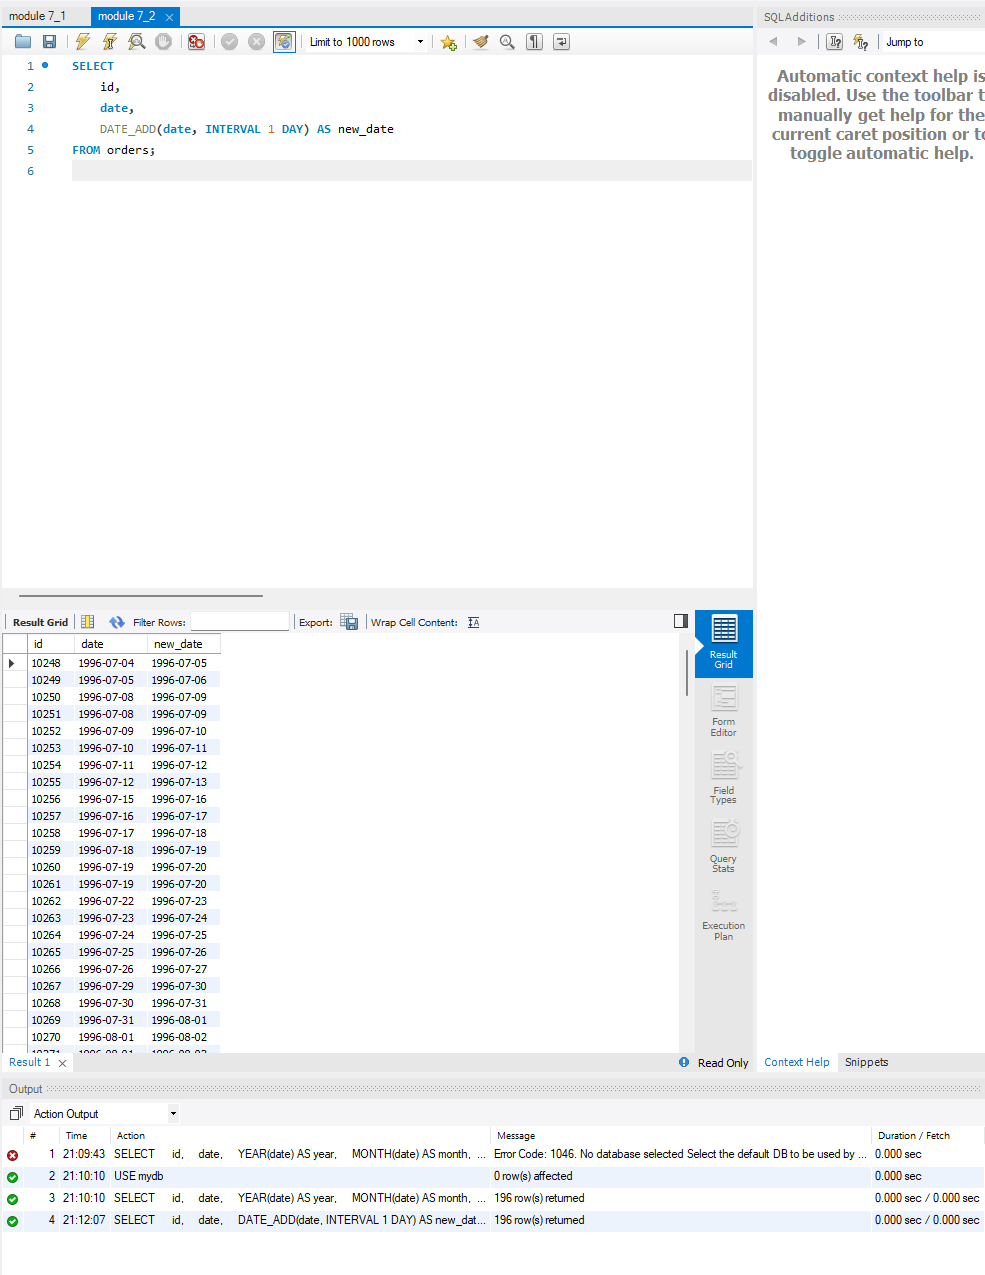 module 7_1
module 7_2
SQLAdditions
Limit to 1000 rows
Jump to
1 SELECT
2 id,
3 date,
4 DATE_ADD(date, INTERVAL 1 DAY) AS new_date
5 FROM orders;
6
Automatic context help is
disabled. Use the toolbar t
manually get help for the
current caret position or to
toggle automatic help.
Result Grid
Filter Rows:
Export:
Wrap Cell Content:
id date new_date
10248 1996-07-04 1996-07-05
10249 1996-07-05 1996-07-06
10250 1996-07-08 1996-07-09
10251 1996-07-08 1996-07-09
10252 1996-07-09 1996-07-10
10253 1996-07-10 1996-07-11
10254 1996-07-11 1996-07-12
10255 1996-07-12 1996-07-13
10256 1996-07-15 1996-07-16
10257 1996-07-16 1996-07-17
10258 1996-07-17 1996-07-18
10259 1996-07-18 1996-07-19
10260 1996-07-19 1996-07-20
10261 1996-07-19 1996-07-20
10262 1996-07-22 1996-07-23
10263 1996-07-23 1996-07-24
10264 1996-07-24 1996-07-25
10265 1996-07-25 1996-07-26
10266 1996-07-26 1996-07-27
10267 1996-07-29 1996-07-30
10268 1996-07-30 1996-07-31
10269 1996-07-31 1996-08-01
10270 1996-08-01 1996-08-02
Result
Grid
Form
Editor
Field
Types
Query
Stats
Execution
Plan
Result 1
Read Only
Context Help
Snippets
Output
Action Output
# Time Action Message Duration / Fetch
1 21:09:43 SELECT id, date, YEAR(date) AS year, MONTH(date) AS month, ... Error Code: 1046. No database selected Select the default DB to be used by ... 0.000 sec
2 21:10:10 USE mydb 0 row(s) affected 0.000 sec
3 21:10:10 SELECT id, date, YEAR(date) AS year, MONTH(date) AS month, ... 196 row(s) returned 0.000 sec / 0.000 sec
4 21:12:07 SELECT id, date, DATE_ADD(date, INTERVAL 1 DAY) AS new_dat... 196 row(s) returned 0.000 sec / 0.000 sec